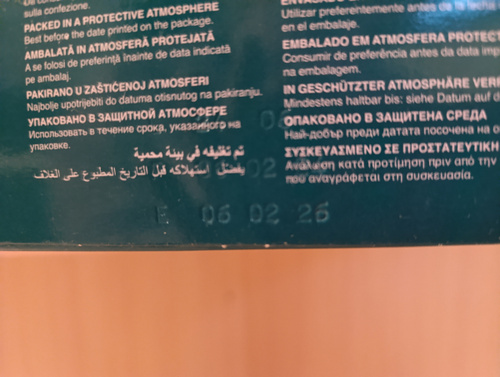 sulla confezione.
PACKED IN A PROTECTIVE ATMOSPHERE
Best before the date printed on the package.
AMBALATĂ IN ATMOSFERĂ PROTEJATĂ
A se folosi de preferinţă înainte de data indicată
pe ambalaj.
PAKIRANO U ZAŠTIĆENOJ ATMOSFERI
Najbolje upotrijebiti do datuma otisnutog na pakiranju.
УПАКОВАНО В ЗАЩИТНОЙ АТМОСФЕРЕ
Использовать в течение срока, указанного на
упаковке.
تم تغليفه في بيئة محمية
يفضل إستهلاكه قبل التاريخ المطبوع على الغلاف
Utilizar preferentemente antes de la fecha
en el embalaje.
EMBALADO EM ATMOSFERA PROTECT
Consumir de preferência antes da data
na embalagem.
IN GESCHÜTZTER ATMOSPHÄRE VER
Mindestens haltbar bis: siehe Datum auf d
ОПАКОВАНО В ЗАЩИТЕНА СРЕДА
Най-добър преди датата посочена на
ΣΥΣΚΕΥΑΣΜΕΝΟ ΣΕ ΠΡΟΣΤΑΤΕΥΤΙΚΗ
Ανάλωση κατά προτίμηση πριν από την
που αναγράφεται στη συσκευασία.
06 02 26